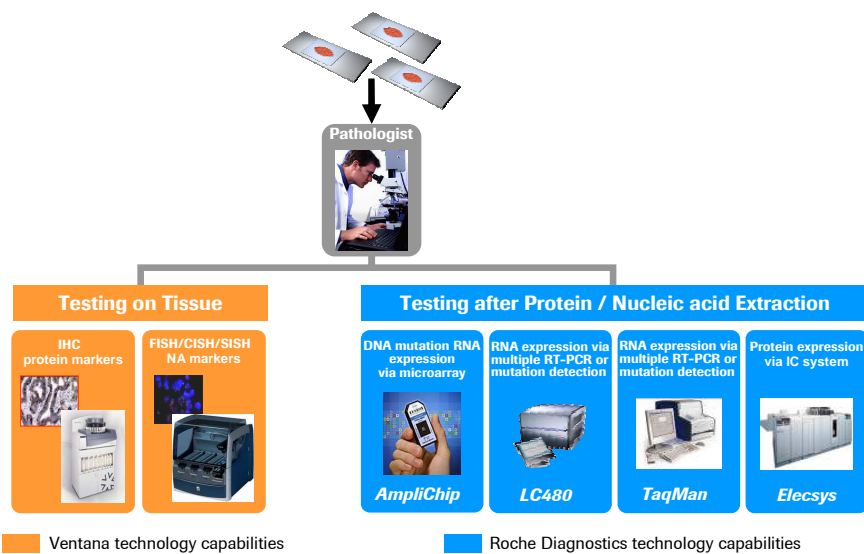 Pathologist
Testing on Tissue
IHC
protein markers
FISH/CISH/SISH
NA markers
Testing after Protein / Nucleic acid Extraction
DNA mutation RNA
expression
via microarray
AmpliChip
RNA expression via
multiple RT-PCR or
mutation detection
LC480
RNA expression via
multiple RT-PCR or
mutation detection
TaqMan
Protein expression
via IC system
Elecsys
Ventana technology capabilities
Roche Diagnostics technology capabilities